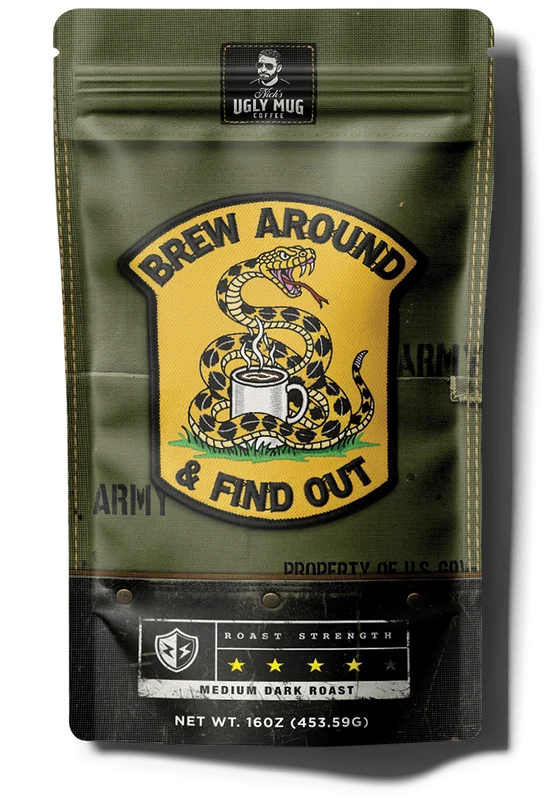 Nick's
UGLY MUG
COFFEE
BREW AROUND
ARMY
& FIND OUT
ARMY
PROPERTY OF U.S. GOV
ROAST STRENGTH
MEDIUM DARK ROAST
NET WT. 16OZ (453.59G)